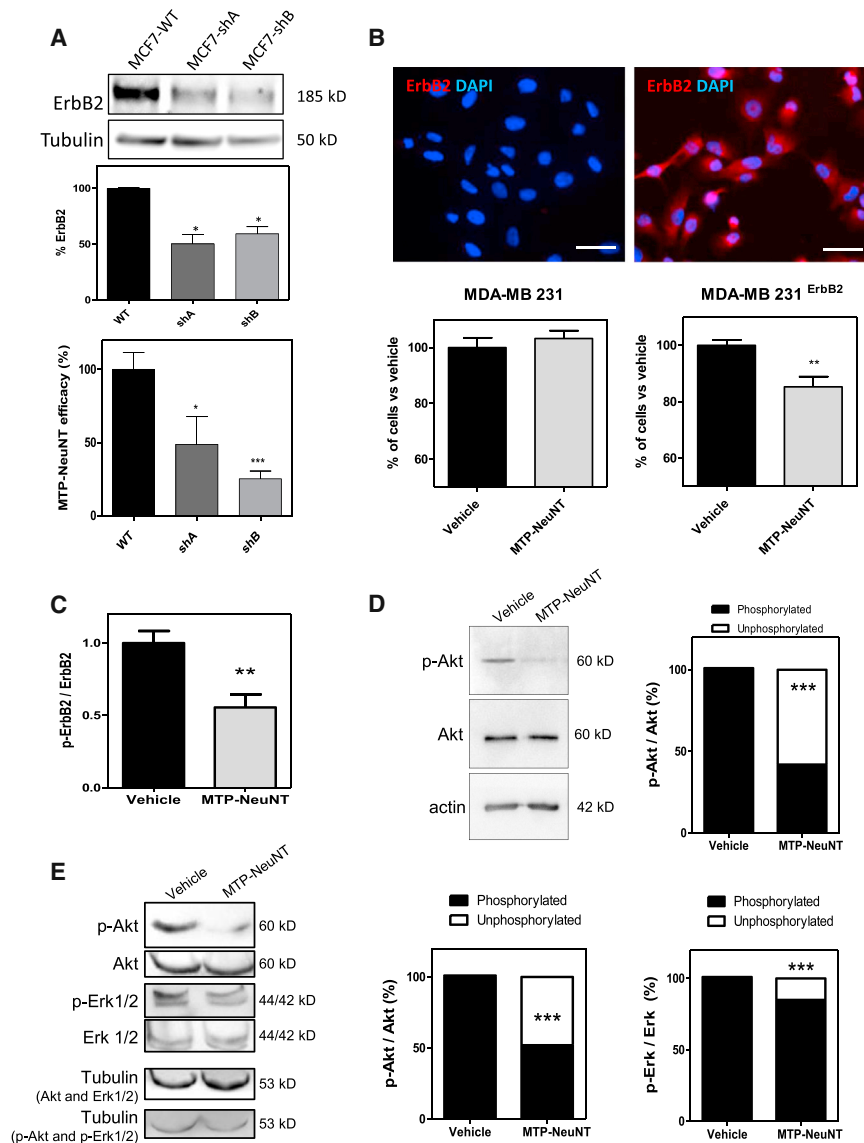 A
MCF7-WT
MCF7-shA
MCF7-shB
ErbB2
185 kD
Tubulin
50 kD
% ErbB2
100
50
0
*
*
WT
shA
shB
MTP-NeuNT efficacy (%)
100
50
0
*
***
WT
shA
shB
B
ErbB2 DAPI
ErbB2 DAPI
MDA-MB 231
% of cells vs vehicle
100
80
60
Vehicle
MTP-NeuNT
MDA-MB 231 ErbB2
% of cells vs vehicle
100
80
60
**
Vehicle
MTP-NeuNT
C
p-ErbB2 / ErbB2
1.0
0.5
0.0
**
Vehicle
MTP-NeuNT
D
Vehicle
MTP-NeuNT
p-Akt
60 kD
Akt
60 kD
actin
42 kD
Phosphorylated
Unphosphorylated
p-Akt / Akt (%)
100
50
0
***
Vehicle
MTP-NeuNT
E
Vehicle
MTP-NeuNT
p-Akt
60 kD
Akt
60 kD
p-Erk1/2
44/42 kD
Erk 1/2
44/42 kD
Tubulin
(Akt and Erk1/2)
53 kD
Tubulin
(p-Akt and p-Erk1/2)
53 kD
Phosphorylated
Unphosphorylated
p-Akt / Akt (%)
100
50
0
***
Vehicle
MTP-NeuNT
Phosphorylated
Unphosphorylated
p-Erk / Erk (%)
100
50
0
***
Vehicle
MTP-NeuNT